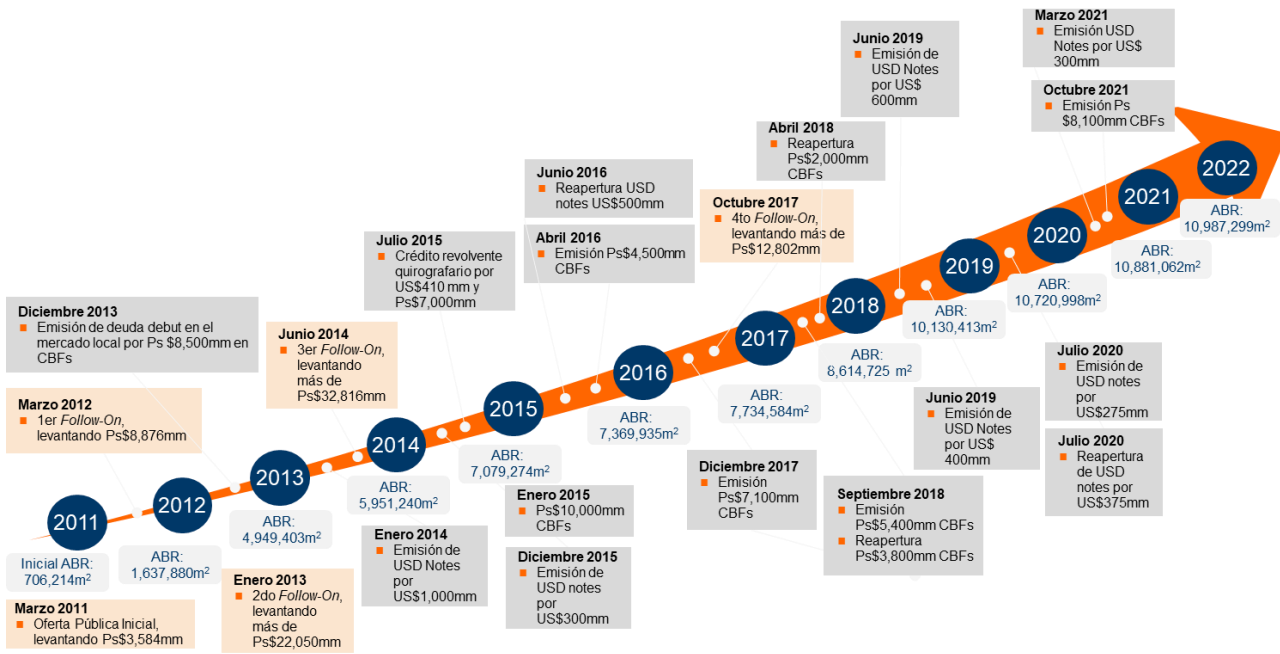 Marzo 2021
■ Emisión USD
Notes por US$
300mm
Junio 2019
■ Emisión de
USD Notes
por US$
600mm
Octubre 2021
■ Emisión Ps
$8,100mm CBFs
Abril 2018
■ Reapertura
Ps$2,000mm
CBFs
Junio 2016
■ Reapertura USD
notes US$500mm
Octubre 2017
■ 4to Follow-On,
levantando más de
Ps$12,802mm
Abril 2016
■ Emisión Ps$4,500mm
CBFs
Julio 2015
■ Crédito revolvente
quirografario por
US$410 mm y
Ps$7,000mm
Diciembre 2013
■ Emisión de deuda debut en el
mercado local por Ps $8,500mm en
CBFs
Junio 2014
■ 3er Follow-On,
levantando
más de
Ps$32,816mm
Marzo 2012
■ 1er Follow-On,
levantando Ps$8,876mm
2011
2012
2013
2014
2015
2016
2017
2018
2019
2020
2021
2022
Inicial ABR:
706,214m²
ABR:
1,637,880m²
ABR:
4,949,403m²
ABR:
5,951,240m²
ABR:
7,079,274m²
ABR:
7,369,935m²
ABR:
7,734,584m²
ABR:
8,614,725 m²
ABR:
10,130,413m²
ABR:
10,720,998m²
ABR:
10,881,062m²
ABR:
10,987,299m²
Marzo 2011
■ Oferta Pública Inicial,
levantando Ps$3,584mm
Enero 2013
■ 2do Follow-On,
levantando
más de
Ps$22,050mm
Enero 2014
■ Emisión de
USD Notes
por
US$1,000mm
Enero 2015
■ Ps$10,000mm
CBFs
Diciembre 2015
■ Emisión de
USD notes
por
US$300mm
Diciembre 2017
■ Emisión
Ps$7,100mm
CBFs
Septiembre 2018
■ Emisión
Ps$5,400mm CBFs
■ Reapertura
Ps$3,800mm CBFs
Junio 2019
■ Emisión de
USD Notes
por US$
400mm
Julio 2020
■ Emisión de
USD notes
por
US$275mm
Julio 2020
■ Reapertura
de USD
notes por
US$375mm